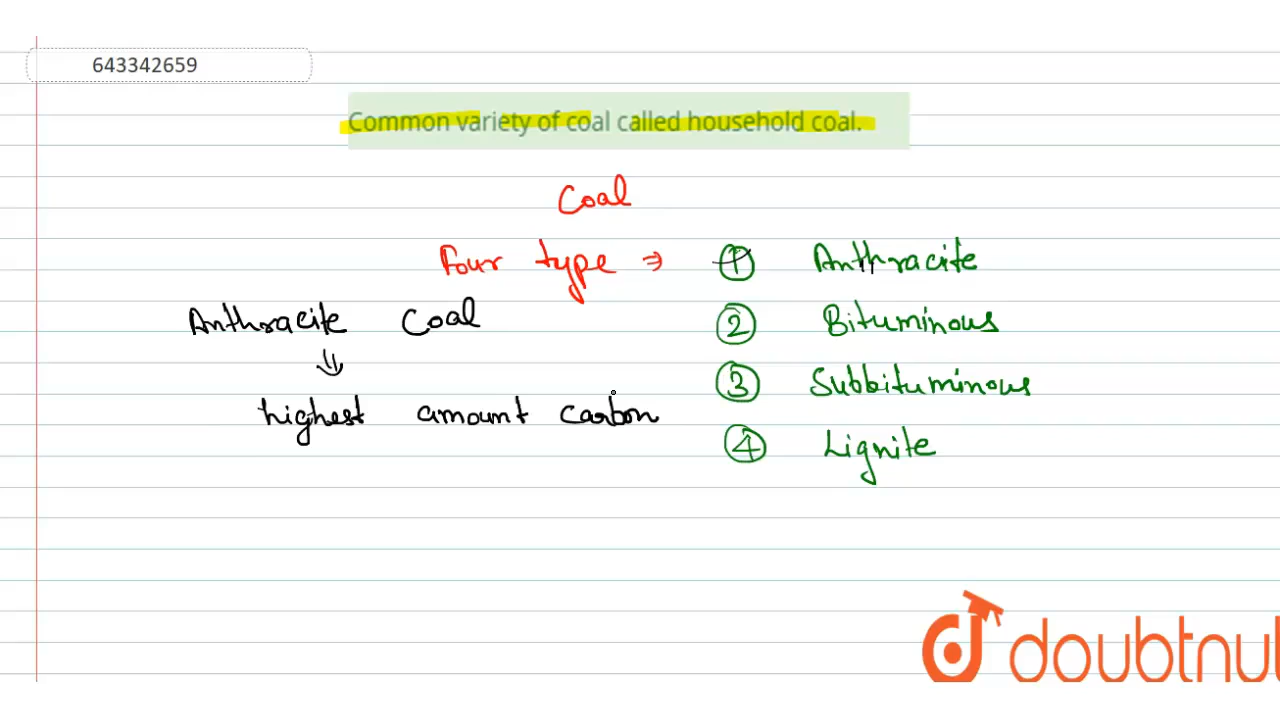 643342659
Common variety of coal called household coal.
Coal
four type ⇒ ① Anthracite
Anthracite Coal
② Bituminous
⇓
③ Subbituminous
highest amount carbon
④ Lignite
doubtnut